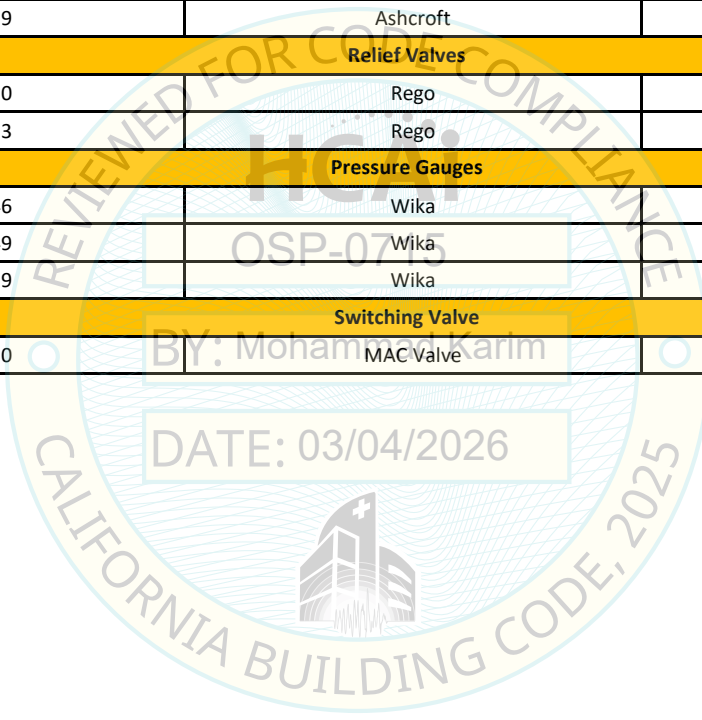 9 Ashcroft
Relief Valves
0 Rego
3 Rego
Pressure Gauges
6 Wika
9 Wika
9 Wika
Switching Valve
0 MAC Valve
REVIEWED FOR CODE COMPLIANCE
HCAi
OSP-0715
BY: Mohammad Karim
DATE: 03/04/2026
CALIFORNIA BUILDING CODE, 2025